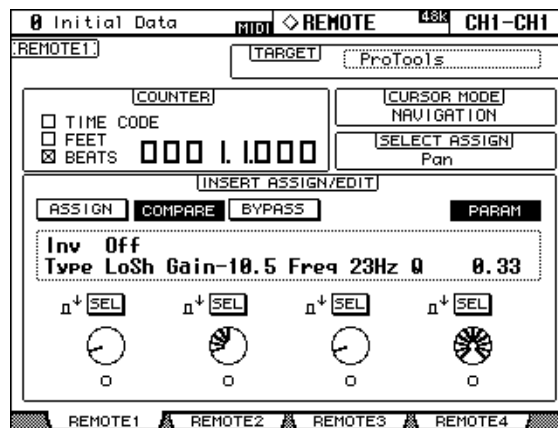 0 Initial Data MIDI ◇REMOTE 48K CH1-CH1
REMOTE1
TARGET ProTools
COUNTER
TIME CODE
FEET
BEATS 000 1.1.000
CURSOR MODE
NAVIGATION
SELECT ASSIGN
Pan
INSERT ASSIGN/EDIT
ASSIGN COMPARE BYPASS PARAM
Inv Off
Type LoSh Gain-10.5 Freq 23Hz Q 0.33
SEL SEL SEL SEL
REMOTE1 REMOTE2 REMOTE3 REMOTE4